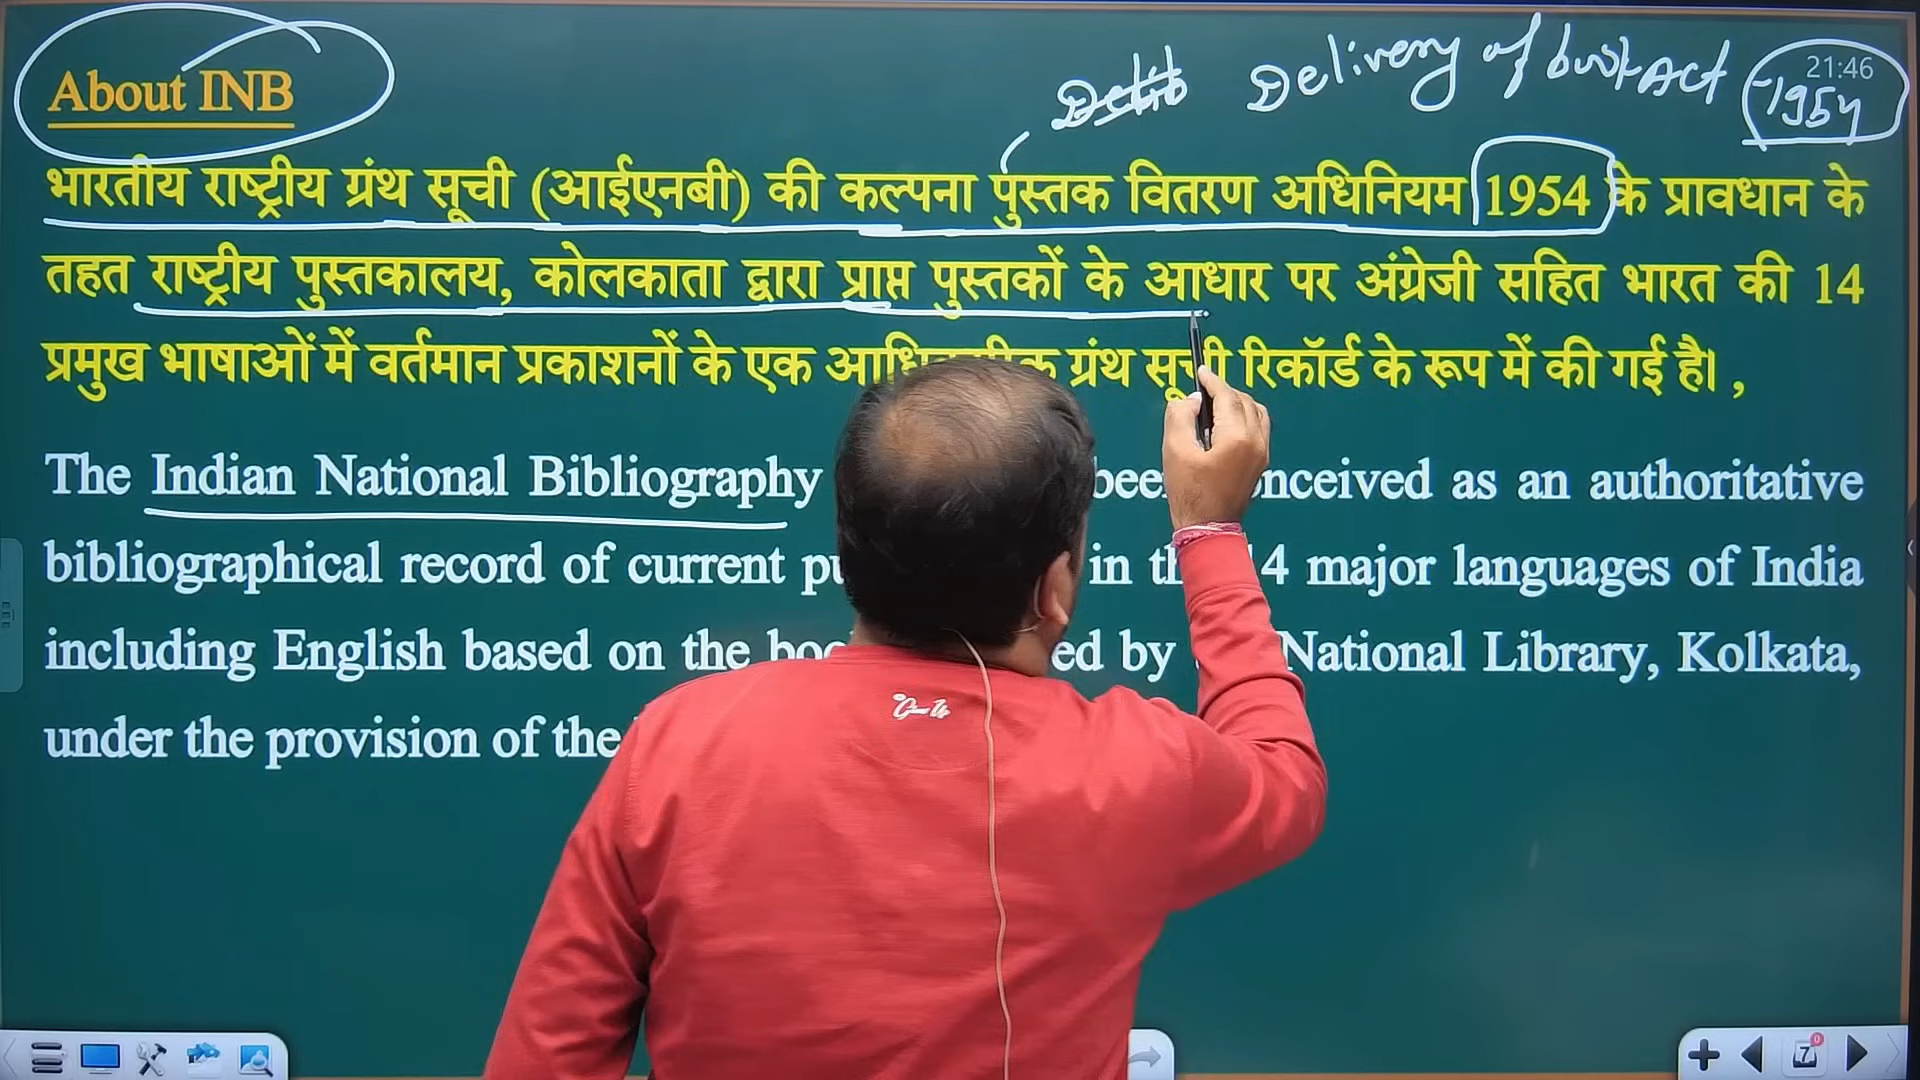 About INB
Delivery of book Act -1954
21:46
भारतीय राष्ट्रीय ग्रंथ सूची (आईएनबी) की कल्पना पुस्तक वितरण अधिनियम 1954 के प्रावधान के
तहत राष्ट्रीय पुस्तकालय, कोलकाता द्वारा प्राप्त पुस्तकों के आधार पर अंग्रेजी सहित भारत की 14
प्रमुख भाषाओं में वर्तमान प्रकाशनों के एक ग्रंथ सूची रिकॉर्ड के रूप में की गई है। ,
The Indian National Bibliography as an authoritative
bibliographical record of current in major languages of India
including English based on the by National Library, Kolkata,
under the provision of the
7
0